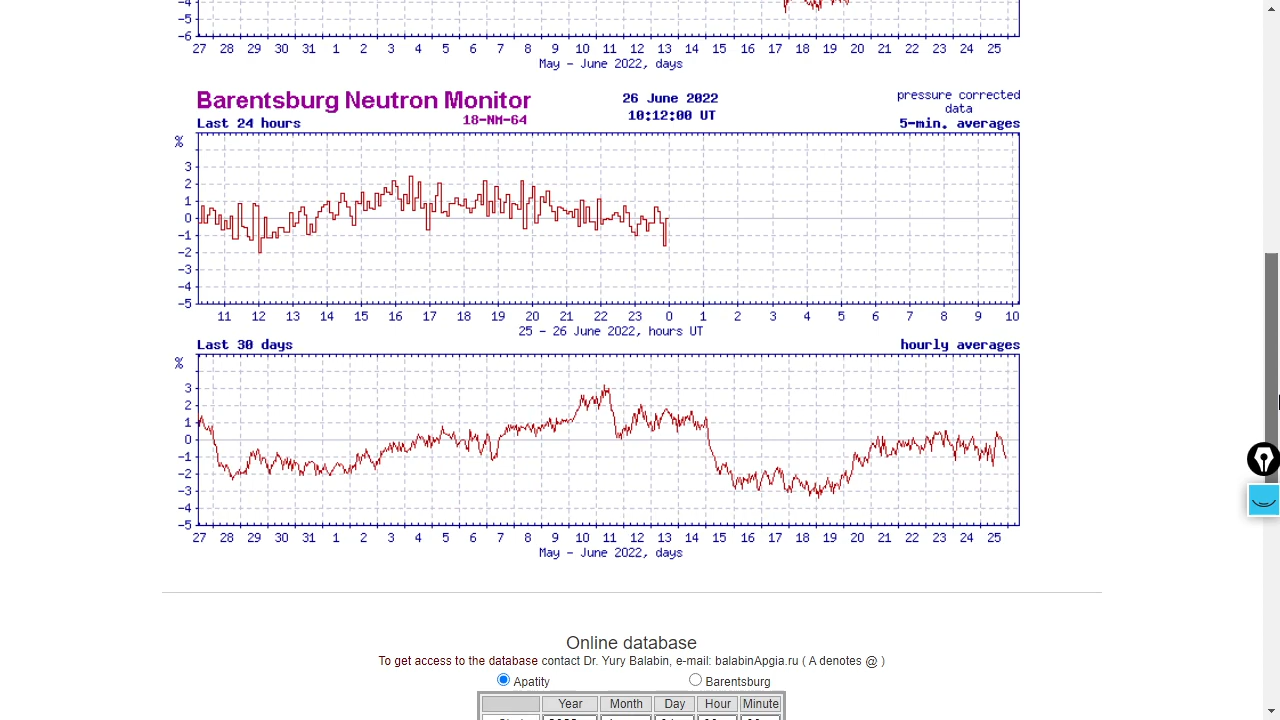 -4
-5
-6
27 28 29 30 31 1 2 3 4 5 6 7 8 9 10 11 12 13 14 15 16 17 18 19 20 21 22 23 24 25
May - June 2022, days
Barentsburg Neutron Monitor
18-NM-64
26 June 2022
10:12:00 UT
pressure corrected
data
Last 24 hours
5-min. averages
%
3
2
1
0
-1
-2
-3
-4
-5
11 12 13 14 15 16 17 18 19 20 21 22 23 0 1 2 3 4 5 6 7 8 9 10
25 - 26 June 2022, hours UT
Last 30 days
hourly averages
%
3
2
1
0
-1
-2
-3
-4
-5
27 28 29 30 31 1 2 3 4 5 6 7 8 9 10 11 12 13 14 15 16 17 18 19 20 21 22 23 24 25
May - June 2022, days
Online database
To get access to the database contact Dr. Yury Balabin, e-mail: balabinApgia.ru ( A denotes @ )
Apatity Barentsburg
Year Month Day Hour Minute